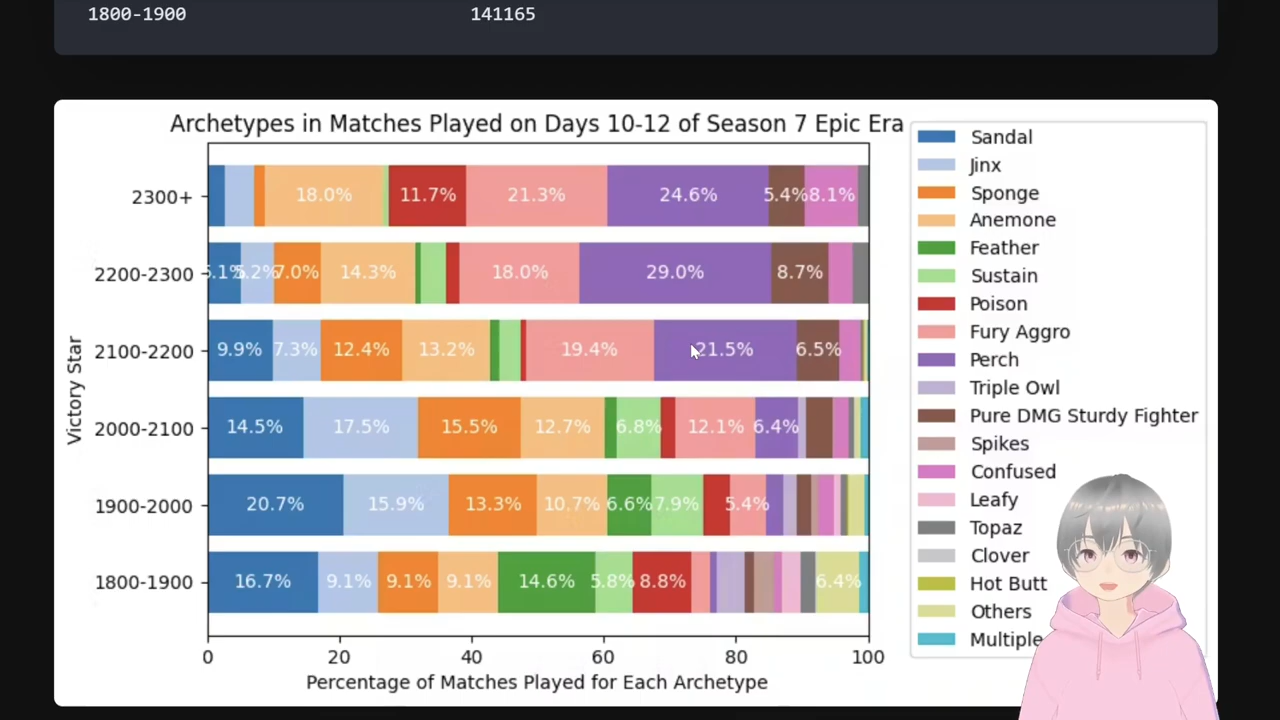 1800-1900 141165
Archetypes in Matches Played on Days 10-12 of Season 7 Epic Era
Victory Star
2300+ 18.0% 11.7% 21.3% 24.6% 5.4% 8.1%
2200-2300 5.1% 5.2% 7.0% 14.3% 18.0% 29.0% 8.7%
2100-2200 9.9% 7.3% 12.4% 13.2% 19.4% 21.5% 6.5%
2000-2100 14.5% 17.5% 15.5% 12.7% 6.8% 12.1% 6.4%
1900-2000 20.7% 15.9% 13.3% 10.7% 6.6% 7.9% 5.4%
1800-1900 16.7% 9.1% 9.1% 9.1% 14.6% 5.8% 8.8% 6.4%
0 20 40 60 80 100
Percentage of Matches Played for Each Archetype
Sandal
Jinx
Sponge
Anemone
Feather
Sustain
Poison
Fury Aggro
Perch
Triple Owl
Pure DMG Sturdy Fighter
Spikes
Confused
Leafy
Topaz
Clover
Hot Butt
Others
Multiple